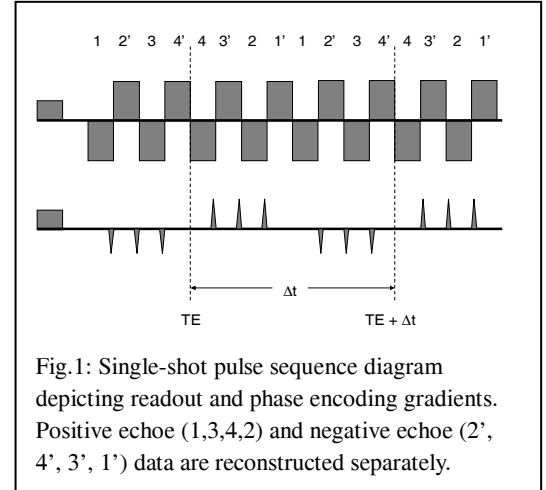 1 2’ 3 4’ 4 3’ 2 1’ 1 2’ 3 4’ 4 3’ 2 1’
Δt
TE TE + Δt
Fig.1: Single-shot pulse sequence diagram
depicting readout and phase encoding gradients.
Positive echoe (1,3,4,2) and negative echoe (2’,
4’, 3’, 1’) data are reconstructed separately.